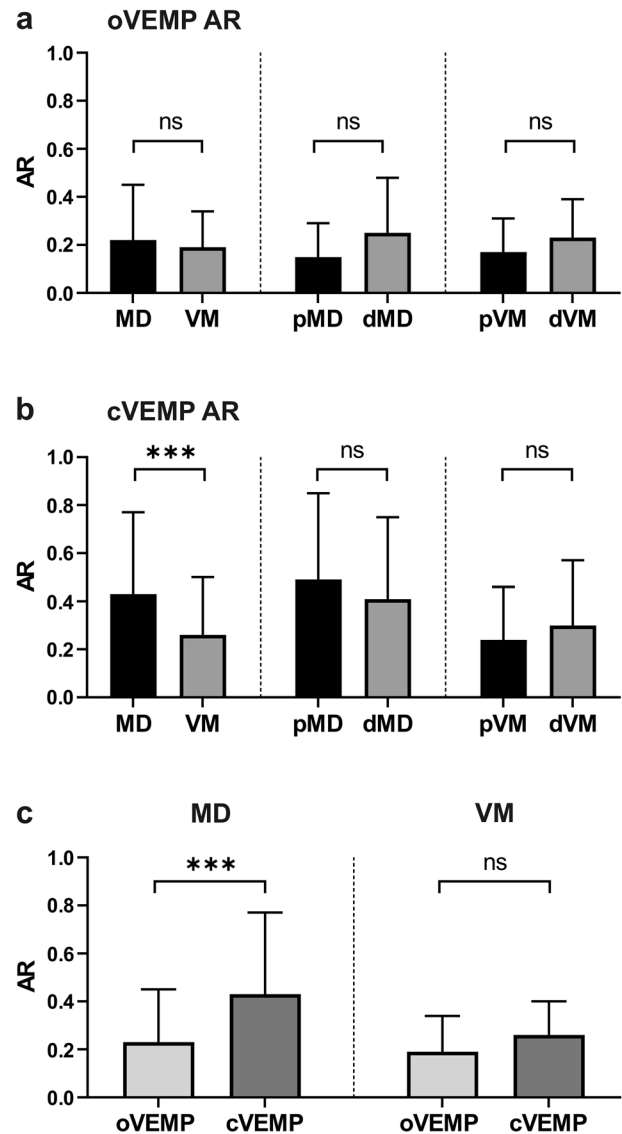 a oVEMP AR
1.0
0.8
0.6
0.4
0.2
0.0
AR
ns ns ns
MD VM pMD dMD pVM dVM
b cVEMP AR
1.0
0.8
0.6
0.4
0.2
0.0
AR
*** ns ns
MD VM pMD dMD pVM dVM
c MD VM
1.0
0.8
0.6
0.4
0.2
0.0
AR
*** ns
oVEMP cVEMP oVEMP cVEMP